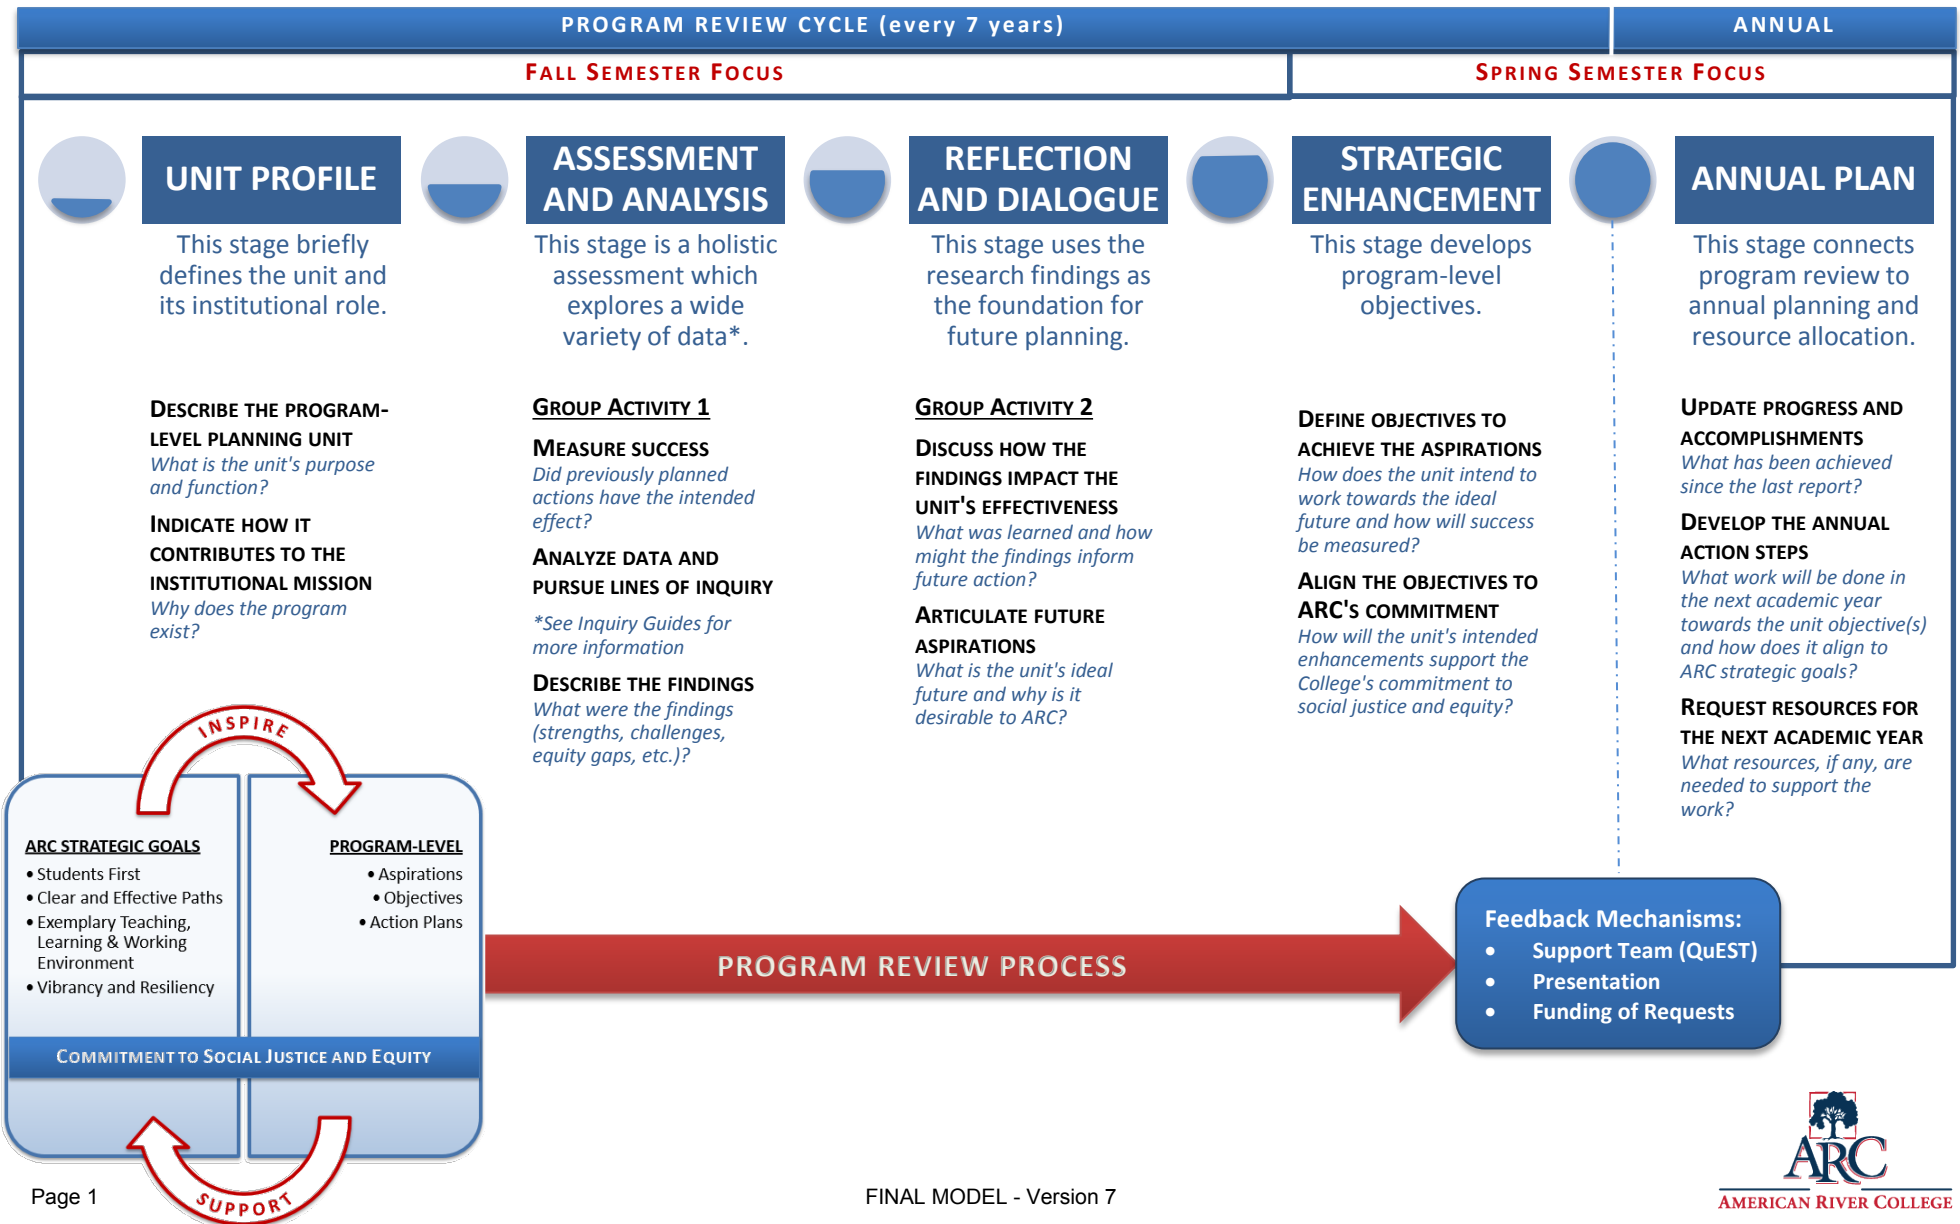 PROGRAM REVIEW CYCLE (every 7 years)
ANNUAL
FALL SEMESTER FOCUS
SPRING SEMESTER FOCUS
UNIT PROFILE
This stage briefly
defines the unit and
its institutional role.
DESCRIBE THE PROGRAM-
LEVEL PLANNING UNIT
What is the unit's purpose
and function?
INDICATE HOW IT
CONTRIBUTES TO THE
INSTITUTIONAL MISSION
Why does the program
exist?
ASSESSMENT
AND ANALYSIS
This stage is a holistic
assessment which
explores a wide
variety of data*.
GROUP ACTIVITY 1
MEASURE SUCCESS
Did previously planned
actions have the intended
effect?
ANALYZE DATA AND
PURSUE LINES OF INQUIRY
*See Inquiry Guides for
more information
DESCRIBE THE FINDINGS
What were the findings
(strengths, challenges,
equity gaps, etc.)?
REFLECTION
AND DIALOGUE
This stage uses the
research findings as
the foundation for
future planning.
GROUP ACTIVITY 2
DISCUSS HOW THE
FINDINGS IMPACT THE
UNIT'S EFFECTIVENESS
What was learned and how
might the findings inform
future action?
ARTICULATE FUTURE
ASPIRATIONS
What is the unit's ideal
future and why is it
desirable to ARC?
STRATEGIC
ENHANCEMENT
This stage develops
program-level
objectives.
DEFINE OBJECTIVES TO
ACHIEVE THE ASPIRATIONS
How does the unit intend to
work towards the ideal
future and how will success
be measured?
ALIGN THE OBJECTIVES TO
ARC'S COMMITMENT
How will the unit's intended
enhancements support the
College's commitment to
social justice and equity?
ANNUAL PLAN
This stage connects
program review to
annual planning and
resource allocation.
UPDATE PROGRESS AND
ACCOMPLISHMENTS
What has been achieved
since the last report?
DEVELOP THE ANNUAL
ACTION STEPS
What work will be done in
the next academic year
towards the unit objective(s)
and how does it align to
ARC strategic goals?
REQUEST RESOURCES FOR
THE NEXT ACADEMIC YEAR
What resources, if any, are
needed to support the
work?
INSPIRE
ARC STRATEGIC GOALS
• Students First
• Clear and Effective Paths
• Exemplary Teaching,
Learning & Working
Environment
• Vibrancy and Resiliency
PROGRAM-LEVEL
• Aspirations
• Objectives
• Action Plans
COMMITMENT TO SOCIAL JUSTICE AND EQUITY
SUPPORT
PROGRAM REVIEW PROCESS
Feedback Mechanisms:
• Support Team (QuEST)
• Presentation
• Funding of Requests
Page 1
FINAL MODEL - Version 7
ARC
AMERICAN RIVER COLLEGE